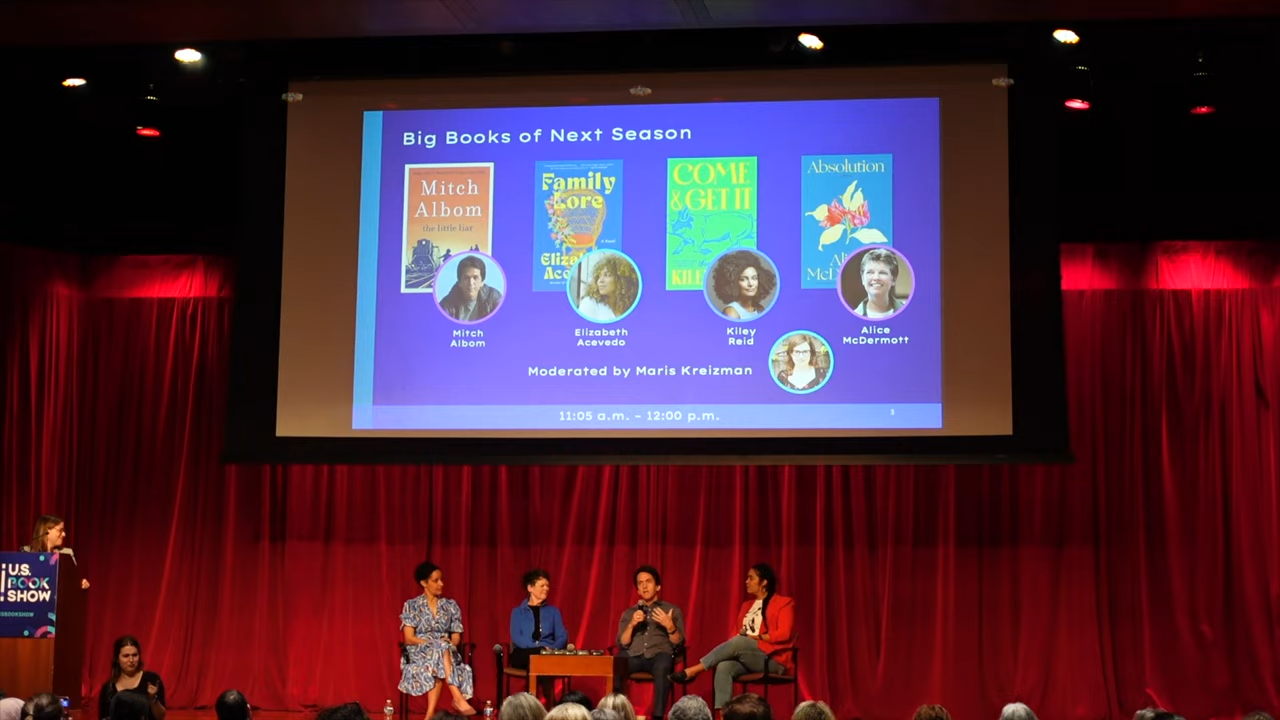 Big Books of Next Season
Mitch
Albom
the little liar
Family
Lore
COME
& GET IT
Absolution
Mitch
Albom
Elizabeth
Acevedo
Kiley
Reid
Alice
McDermott
Moderated by Maris Kreizman
11:05 a.m. – 12:00 p.m.
3
U.S.
BOOK
SHOW